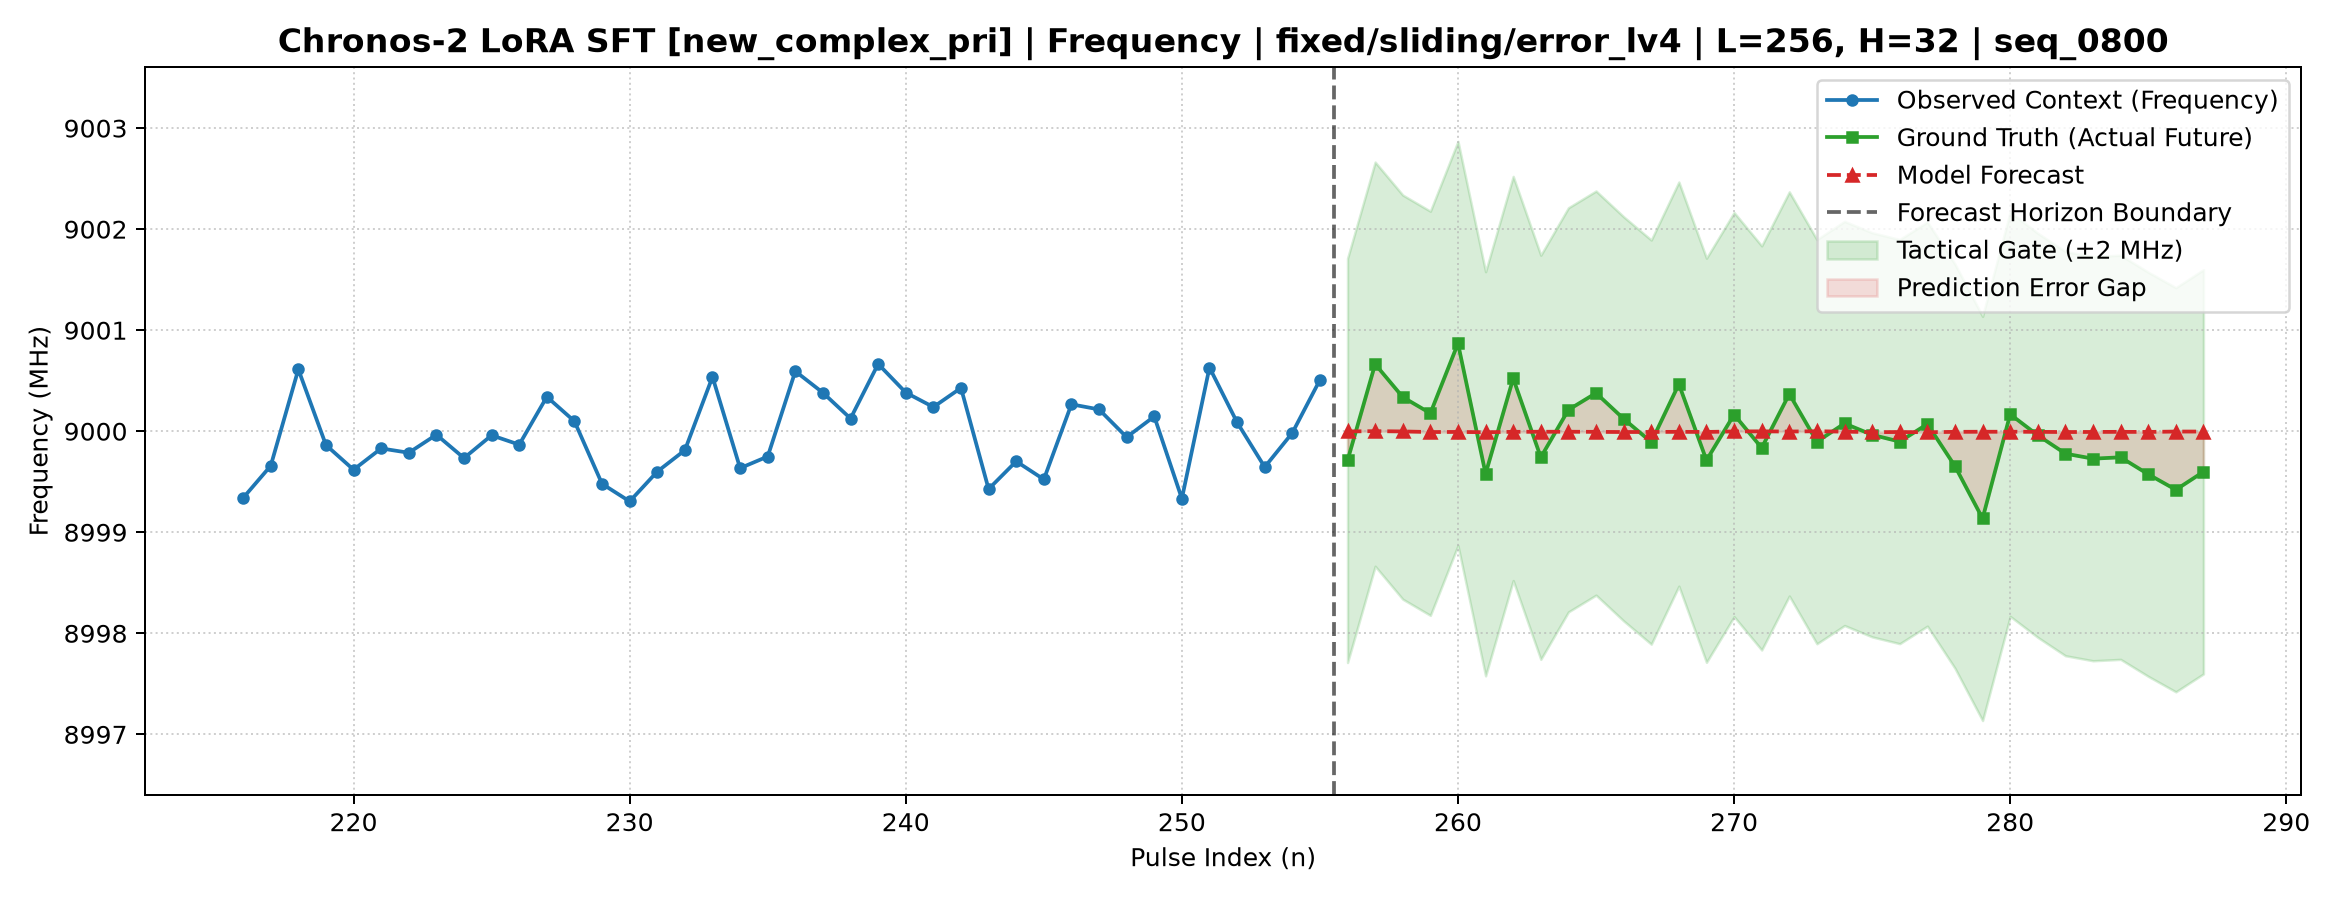 Chronos-2 LoRA SFT [new_complex_pri] | Frequency | fixed/sliding/error_lv4 | L=256, H=32 | seq_0800
Observed Context (Frequency)
Ground Truth (Actual Future)
Model Forecast
Forecast Horizon Boundary
Tactical Gate (±2 MHz)
Prediction Error Gap
Frequency (MHz)
9003
9002
9001
9000
8999
8998
8997
220 230 240 250 260 270 280 290
Pulse Index (n)